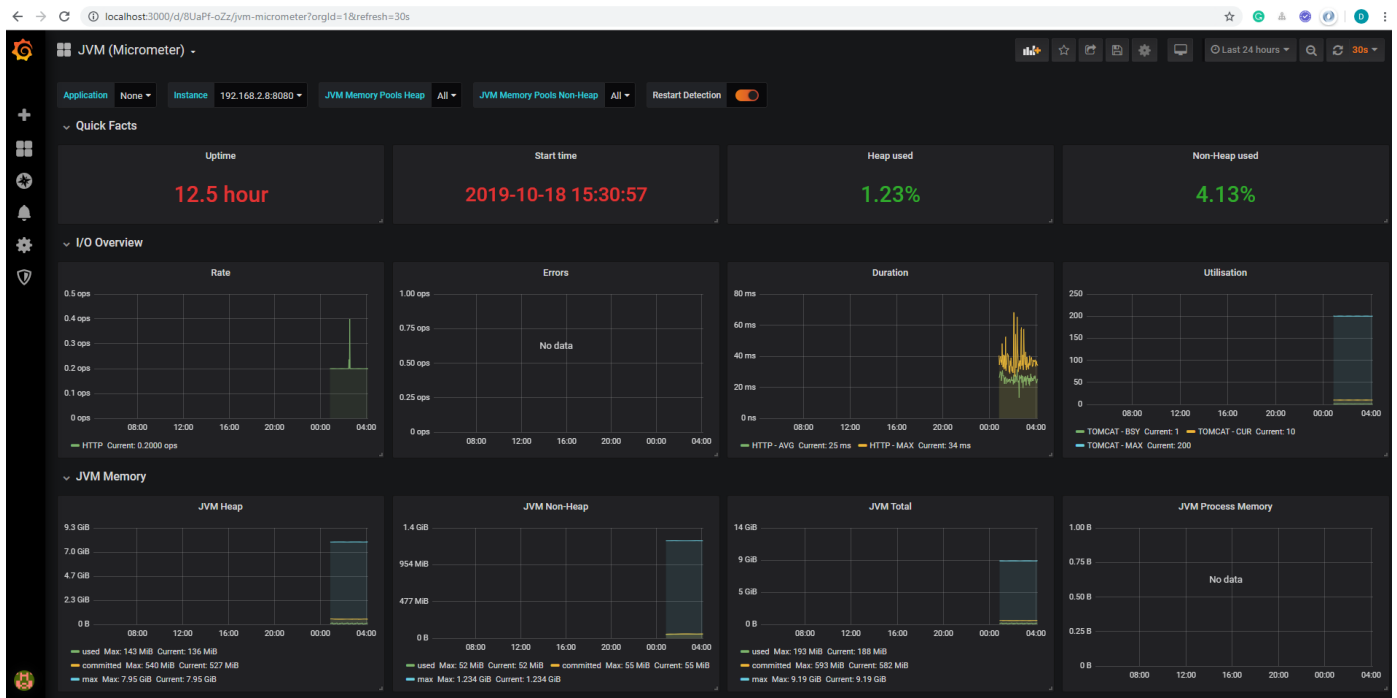 localhost:3000/d/8UaPf-oZz/jvm-micrometer?orgId=1&refresh=30s
JVM (Micrometer)
Last 24 hours 30s
Application None Instance 192.168.2.8:8080 JVM Memory Pools Heap All JVM Memory Pools Non-Heap All Restart Detection
Quick Facts
Uptime
12.5 hour
Start time
2019-10-18 15:30:57
Heap used
1.23%
Non-Heap used
4.13%
I/O Overview
Rate
0.5 ops
0.4 ops
0.3 ops
0.2 ops
0.1 ops
0 ops
08:00 12:00 16:00 20:00 00:00 04:00
HTTP Current: 0.2000 ops
Errors
1.00 ops
0.75 ops
No data
0.50 ops
0.25 ops
0 ops
08:00 12:00 16:00 20:00 00:00 04:00
Duration
80 ms
60 ms
40 ms
20 ms
0 ns
08:00 12:00 16:00 20:00 00:00 04:00
HTTP - AVG Current: 25 ms HTTP - MAX Current: 34 ms
Utilisation
250
200
150
100
50
0
08:00 12:00 16:00 20:00 00:00 04:00
TOMCAT - BSY Current: 1 TOMCAT - CUR Current: 10
TOMCAT - MAX Current: 200
JVM Memory
JVM Heap
9.3 GiB
7.0 GiB
4.7 GiB
2.3 GiB
0 B
08:00 12:00 16:00 20:00 00:00 04:00
used Max: 143 MiB Current: 136 MiB
committed Max: 540 MiB Current: 527 MiB
max Max: 7.95 GiB Current: 7.95 GiB
JVM Non-Heap
1.4 GiB
954 MiB
477 MiB
0 B
08:00 12:00 16:00 20:00 00:00 04:00
used Max: 52 MiB Current: 52 MiB committed Max: 55 MiB Current: 55 MiB
max Max: 1.234 GiB Current: 1.234 GiB
JVM Total
14 GiB
9 GiB
5 GiB
0 B
08:00 12:00 16:00 20:00 00:00 04:00
used Max: 193 MiB Current: 188 MiB
committed Max: 593 MiB Current: 582 MiB
max Max: 9.19 GiB Current: 9.19 GiB
JVM Process Memory
1.00 B
0.75 B
No data
0.50 B
0.25 B
0 B
08:00 12:00 16:00 20:00 00:00 04:00